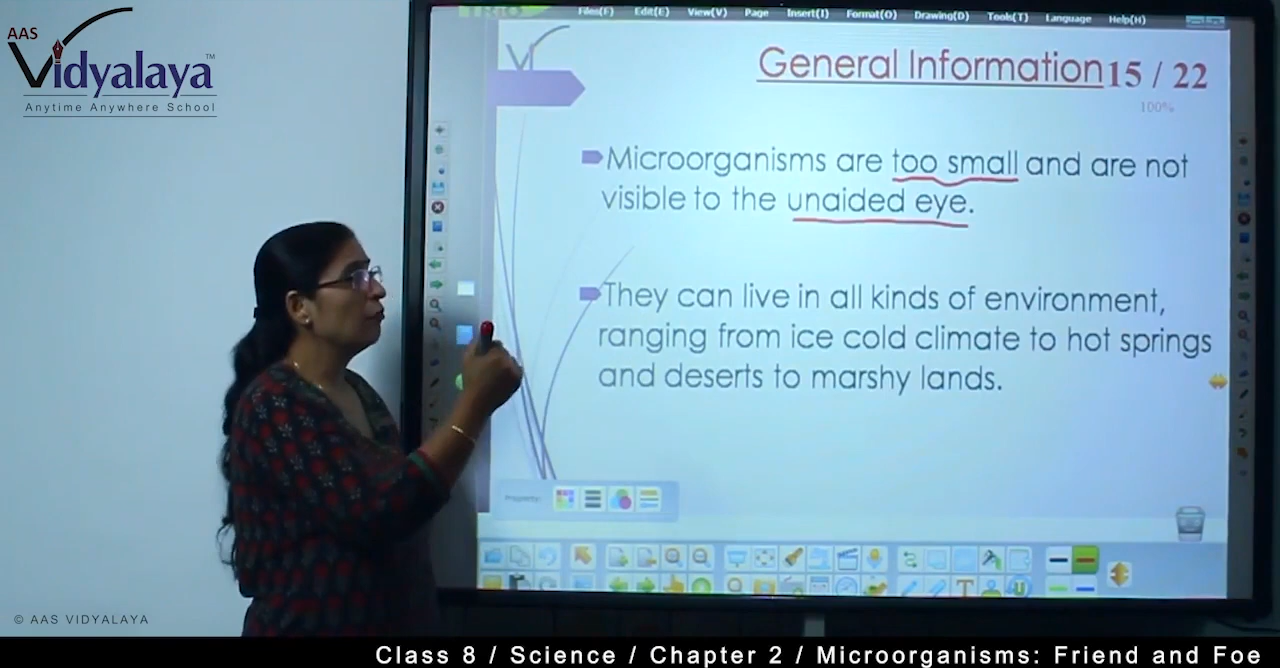 AAS
Vidyalaya™
Anytime Anywhere School
Files(F) Edit(E) View(V) Page Insert(I) Format(O) Drawing(D) Tools(T) Language Help(H)
General Information 15 / 22
100%
Microorganisms are too small and are not
visible to the unaided eye.
They can live in all kinds of environment,
ranging from ice cold climate to hot springs
and deserts to marshy lands.
Property:
© AAS VIDYALAYA
Class 8 / Science / Chapter 2 / Microorganisms: Friend and Foe